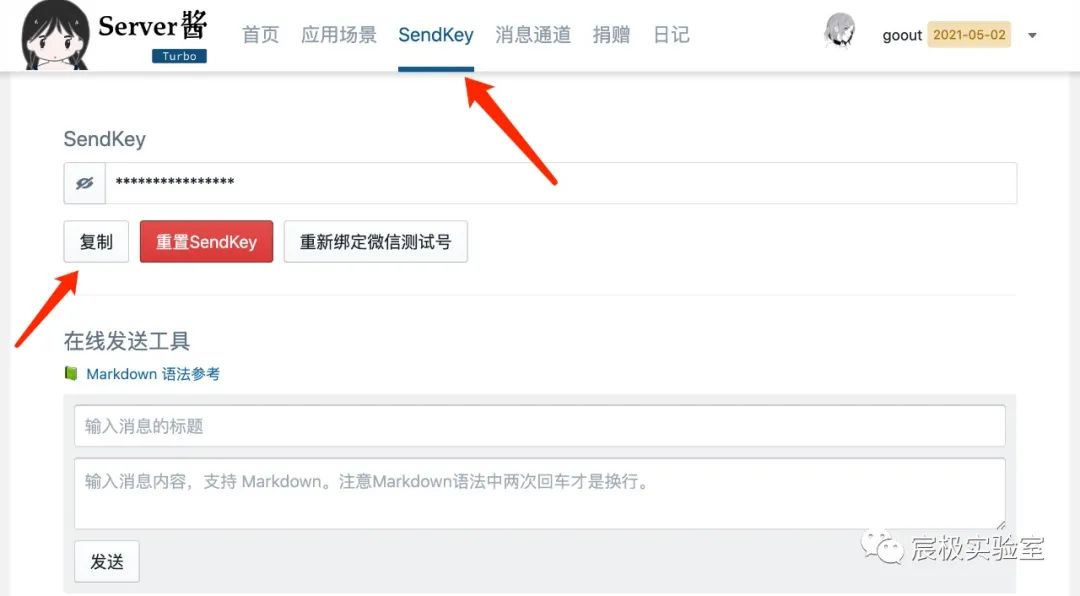 Server酱
Turbo
首页 应用场景 SendKey 消息通道 捐赠 日记
goout 2021-05-02
SendKey
****************
复制 重置SendKey 重新绑定微信测试号
在线发送工具
Markdown 语法参考
输入消息的标题
输入消息内容，支持 Markdown。注意Markdown语法中两次回车才是换行。
发送
宸极实验室